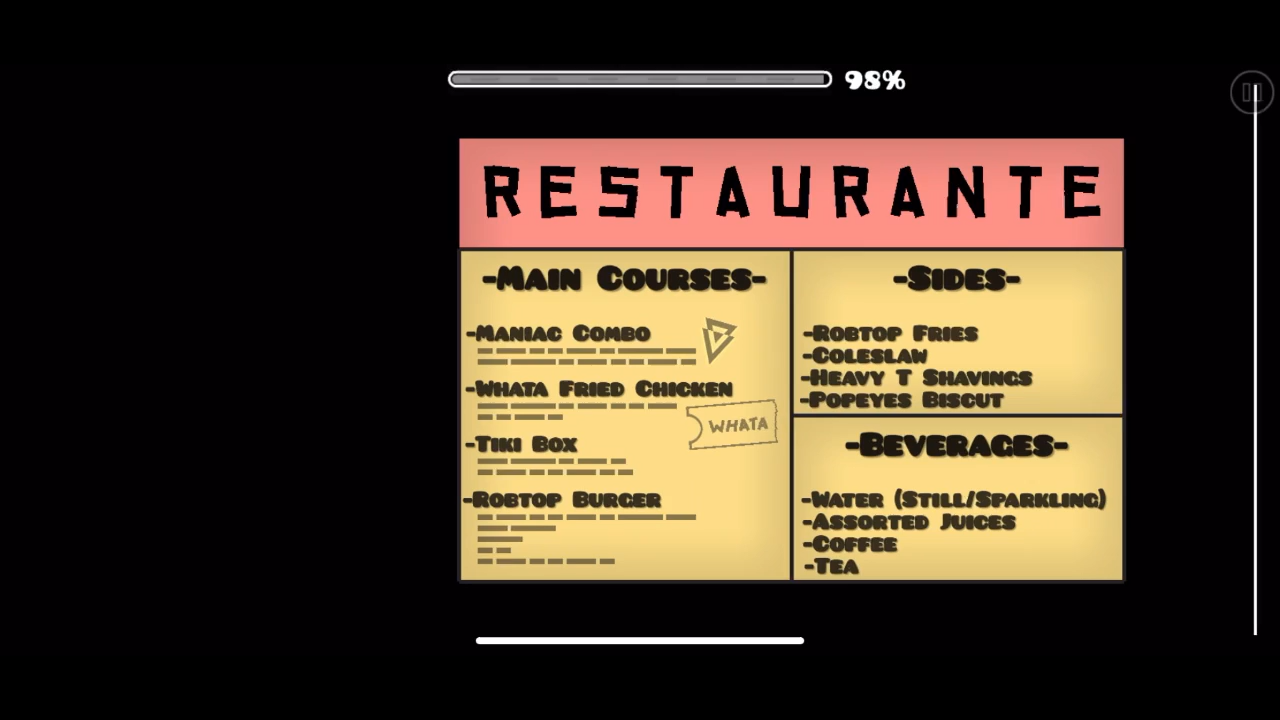 98%
RESTAURANTE
-Main Courses-
-Maniac Combo
-Whata Fried Chicken
WHATA
-Tiki Box
-Robtop Burger
-Sides-
-Robtop Fries
-Coleslaw
-Heavy T Shavings
-Popeyes Biscut
-Beverages-
-Water (Still/Sparkling)
-Assorted Juices
-Coffee
-Tea